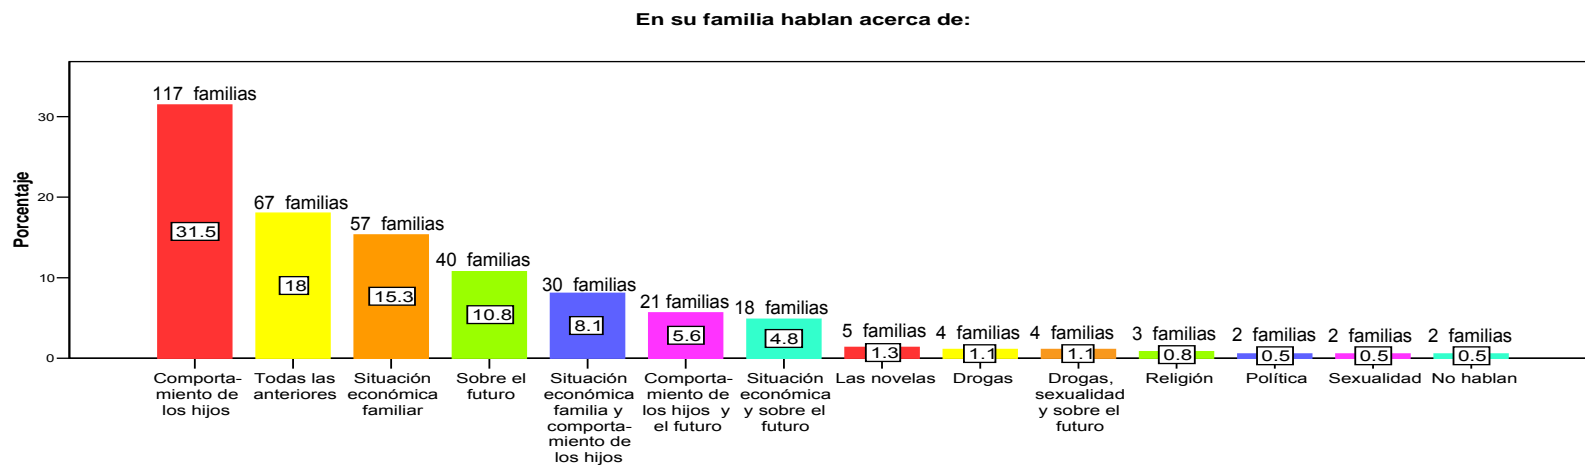 En su familia hablan acerca de:
Porcentaje
30
20
10
0
117 familias
67 familias
57 familias
40 familias
30 familias
21 familias
18 familias
5 familias
4 familias
4 familias
3 familias
2 familias
2 familias
2 familias
31.5
18
15.3
10.8
8.1
5.6
4.8
1.3
1.1
1.1
0.8
0.5
0.5
0.5
Comporta-
miento de
los hijos
Todas las
anteriores
Situación
económica
familiar
Sobre el
futuro
Situación
económica
familia y
comporta-
miento de
los hijos
Comporta-
miento de
los hijos y
el futuro
Situación
económica
y sobre el
futuro
Las novelas
Drogas
Drogas,
sexualidad
y sobre el
futuro
Religión
Política
Sexualidad
No hablan